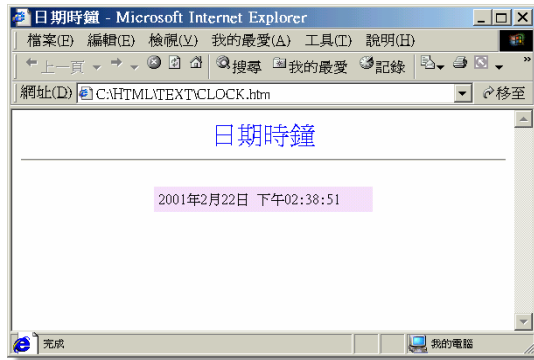 日期時鐘 - Microsoft Internet Explorer
檔案(F) 編輯(E) 檢視(V) 我的最愛(A) 工具(T) 說明(H)
上一頁 搜尋 我的最愛 記錄 »
網址(D) C:\HTML\TEXT\CLOCK.htm 移至
日期時鐘
2001年2月22日 下午02:38:51
完成 我的電腦